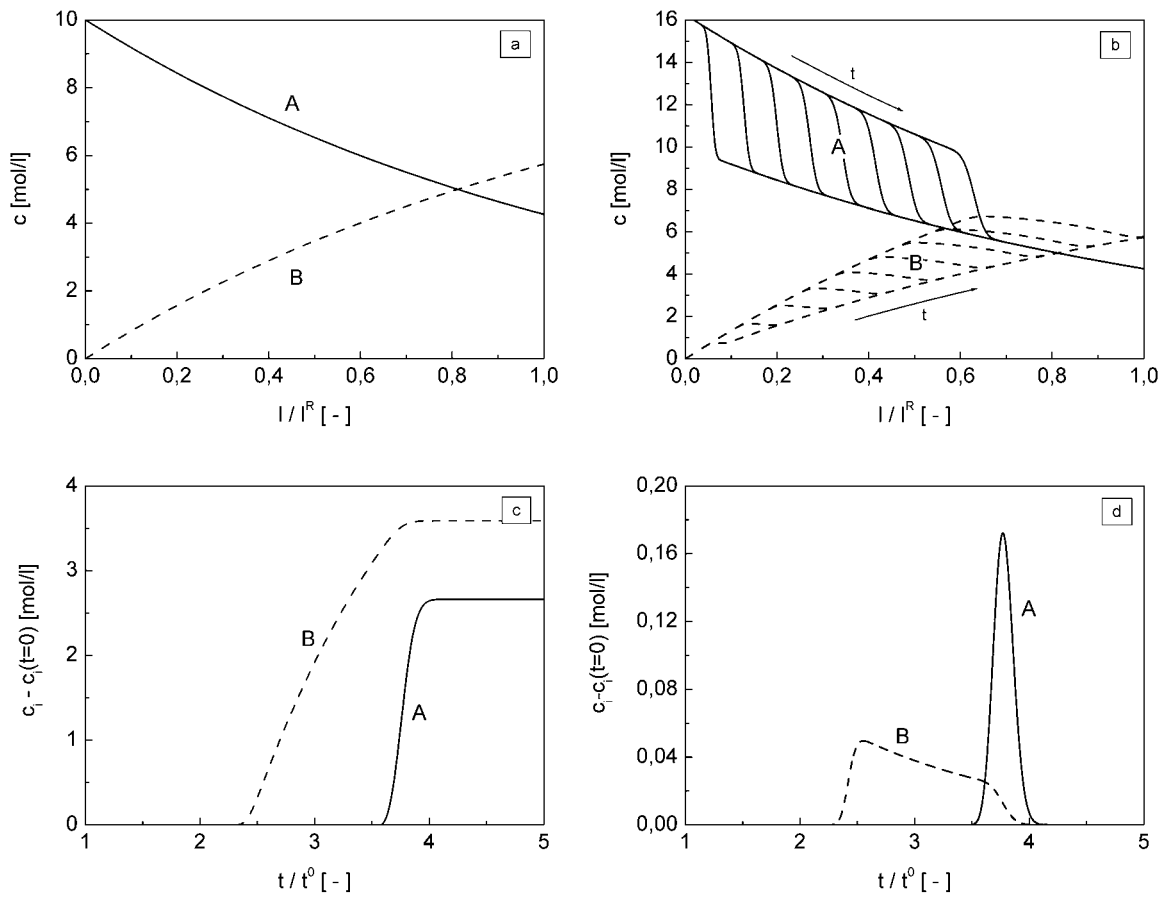 a
10
8
6
4
2
0
c [mol/l]
A
B
0,0 0,2 0,4 0,6 0,8 1,0
l / l^R [ - ]
b
16
14
12
10
8
6
4
2
0
c [mol/l]
t
A
B
t
0,0 0,2 0,4 0,6 0,8 1,0
l / l^R [ - ]
c
4
3
2
1
0
c_i - c_i(t=0) [mol/l]
B
A
1 2 3 4 5
t / t^0 [ - ]
d
0,20
0,16
0,12
0,08
0,04
0,00
c_i-c_i(t=0) [mol/l]
A
B
1 2 3 4 5
t / t^0 [ - ]